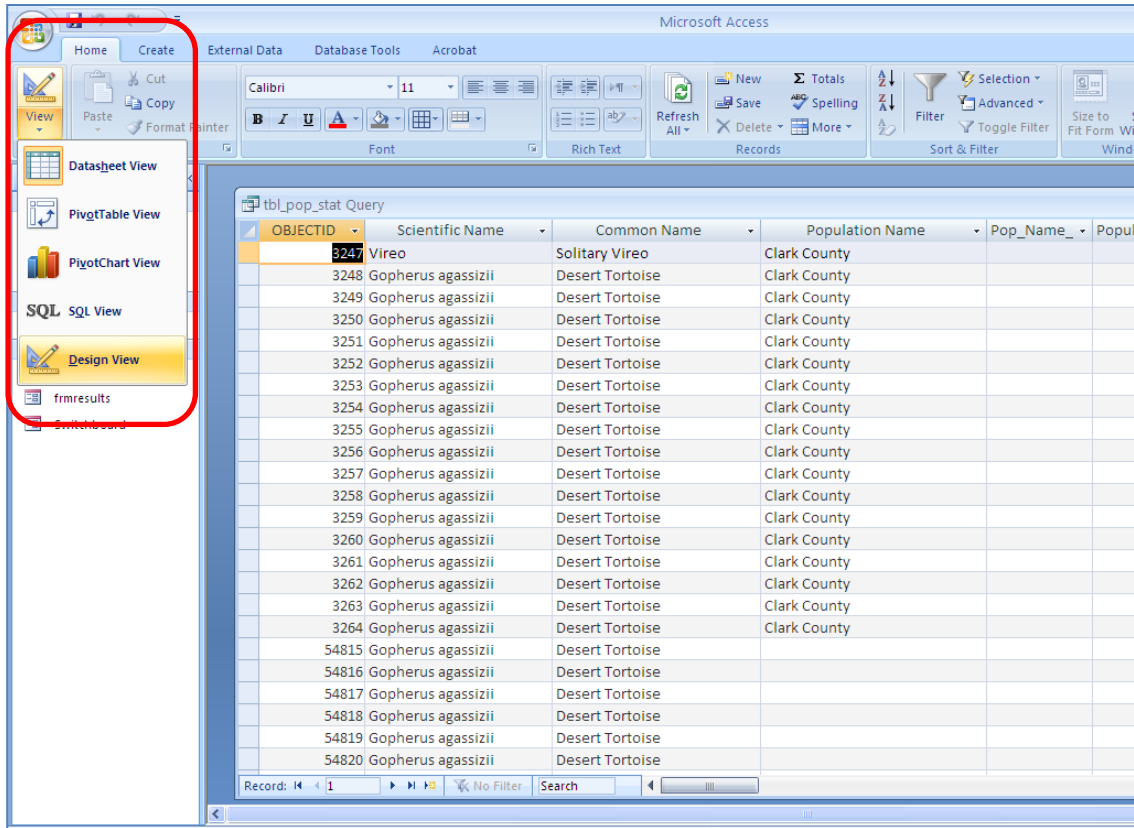 Microsoft Access
Home Create External Data Database Tools Acrobat
View
Paste
Cut
Copy
Format Painter
Calibri 11
B I U A
Font
Rich Text
Refresh All
New
Save
Delete
Σ Totals
Spelling
More
Records
Filter
Selection
Advanced
Toggle Filter
Sort & Filter
Size to
Fit Form
Datasheet View
PivotTable View
PivotChart View
SQL SQL View
Design View
frmresults
Switchboard
tbl_pop_stat Query
OBJECTID Scientific Name Common Name Population Name Pop_Name_ Popul
3247 Vireo Solitary Vireo Clark County
3248 Gopherus agassizii Desert Tortoise Clark County
3249 Gopherus agassizii Desert Tortoise Clark County
3250 Gopherus agassizii Desert Tortoise Clark County
3251 Gopherus agassizii Desert Tortoise Clark County
3252 Gopherus agassizii Desert Tortoise Clark County
3253 Gopherus agassizii Desert Tortoise Clark County
3254 Gopherus agassizii Desert Tortoise Clark County
3255 Gopherus agassizii Desert Tortoise Clark County
3256 Gopherus agassizii Desert Tortoise Clark County
3257 Gopherus agassizii Desert Tortoise Clark County
3258 Gopherus agassizii Desert Tortoise Clark County
3259 Gopherus agassizii Desert Tortoise Clark County
3260 Gopherus agassizii Desert Tortoise Clark County
3261 Gopherus agassizii Desert Tortoise Clark County
3262 Gopherus agassizii Desert Tortoise Clark County
3263 Gopherus agassizii Desert Tortoise Clark County
3264 Gopherus agassizii Desert Tortoise Clark County
54815 Gopherus agassizii Desert Tortoise
54816 Gopherus agassizii Desert Tortoise
54817 Gopherus agassizii Desert Tortoise
54818 Gopherus agassizii Desert Tortoise
54819 Gopherus agassizii Desert Tortoise
54820 Gopherus agassizii Desert Tortoise
Record: 1 No Filter Search